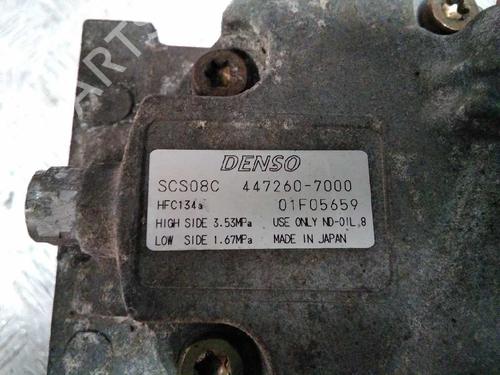 DENSO
SCS08C 447260-7000
HFC134a 01F05659
HIGH SIDE 3.53MPa USE ONLY ND-OIL,8
LOW SIDE 1.67MPa MADE IN JAPAN